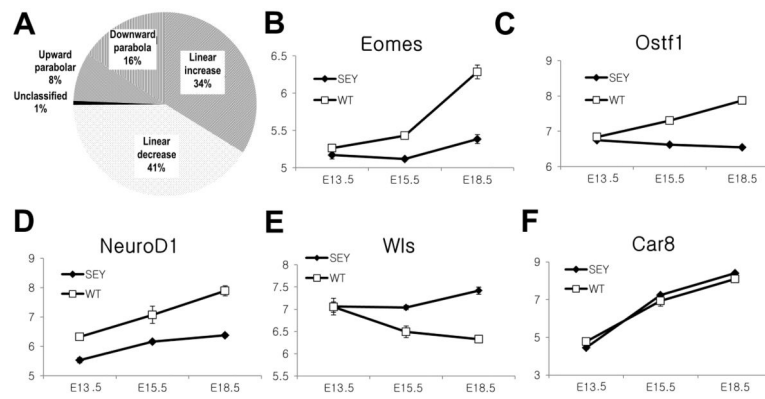 A
Downward
parabola
16%
Linear
increase
34%
Upward
parabolar
8%
Unclassified
1%
Linear
decrease
41%
B
Eomes
6.5
6
5.5
5
SEY
WT
E13.5 E15.5 E18.5
C
Ostf1
9
8
7
6
SEY
WT
E13.5 E15.5 E18.5
D
NeuroD1
9
8
7
6
5
SEY
WT
E13.5 E15.5 E18.5
E
Wls
8
7.5
7
6.5
6
5.5
SEY
WT
E13.5 E15.5 E18.5
F
Car8
9
7
5
3
SEY
WT
E13.5 E15.5 E18.5